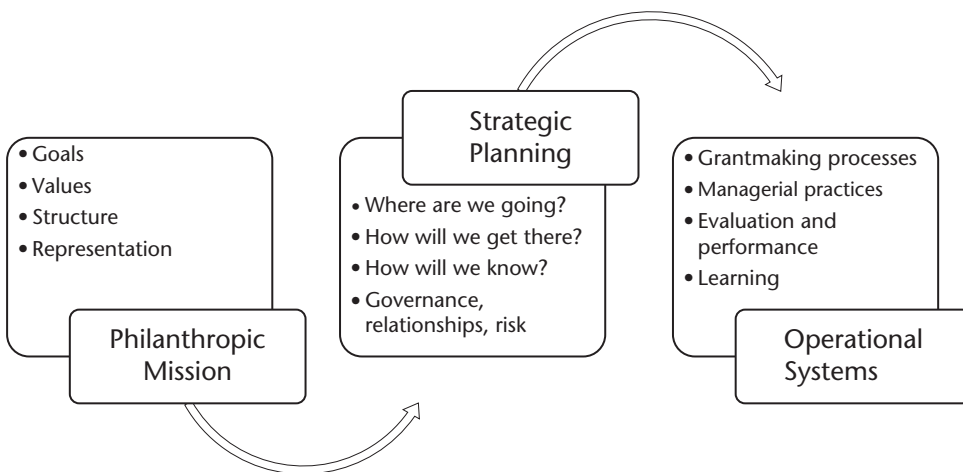 • Goals
• Values
• Structure
• Representation
Philanthropic
Mission
Strategic
Planning
• Where are we going?
• How will we get there?
• How will we know?
• Governance,
relationships, risk
• Grantmaking processes
• Managerial practices
• Evaluation and
performance
• Learning
Operational
Systems